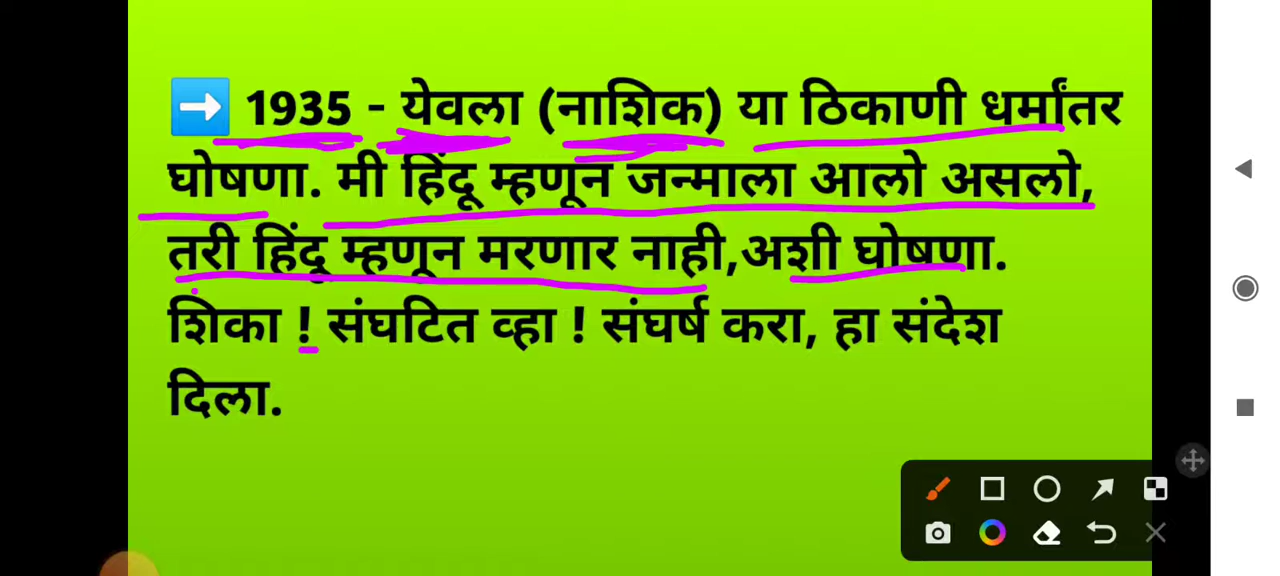 ➡ 1935 - येवला (नाशिक) या ठिकाणी धर्मांतर
घोषणा. मी हिंदू म्हणून जन्माला आलो असलो,
तरी हिंदू म्हणून मरणार नाही,अशी घोषणा.
शिका ! संघटित व्हा ! संघर्ष करा, हा संदेश
दिला.